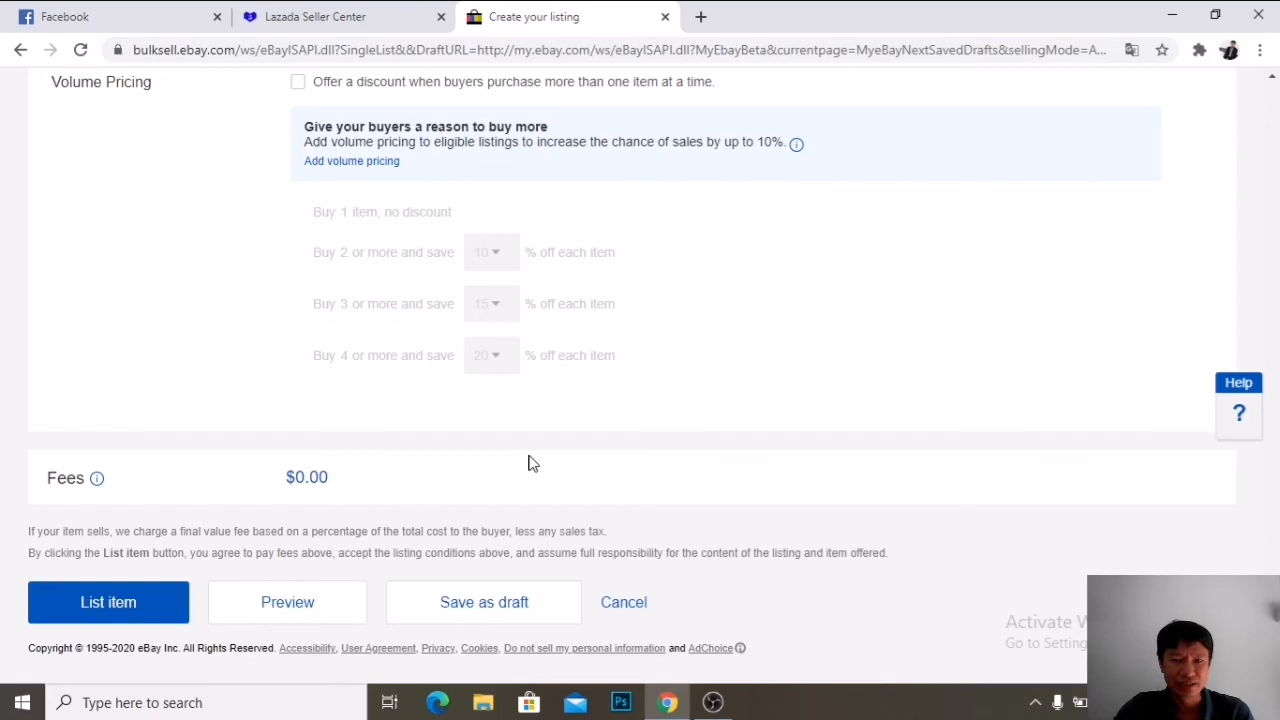 Facebook
Lazada Seller Center
Create your listing
bulksell.ebay.com/ws/eBayISAPI.dll?SingleList&&DraftURL=http://my.ebay.com/ws/eBayISAPI.dll?MyEbayBeta&currentpage=MyeBayNextSavedDrafts&sellingMode=A...
Volume Pricing
Offer a discount when buyers purchase more than one item at a time.
Give your buyers a reason to buy more
Add volume pricing to eligible listings to increase the chance of sales by up to 10%.
Add volume pricing
Buy 1 item, no discount
Buy 2 or more and save 10 % off each item
Buy 3 or more and save 15 % off each item
Buy 4 or more and save 20 % off each item
Help
?
Fees $0.00
If your item sells, we charge a final value fee based on a percentage of the total cost to the buyer, less any sales tax.
By clicking the List item button, you agree to pay fees above, accept the listing conditions above, and assume full responsibility for the content of the listing and item offered.
List item Preview Save as draft Cancel
Activate W
Go to Setting
Copyright © 1995-2020 eBay Inc. All Rights Reserved. Accessibility, User Agreement, Privacy, Cookies, Do not sell my personal information and AdChoice
Type here to search
Ps